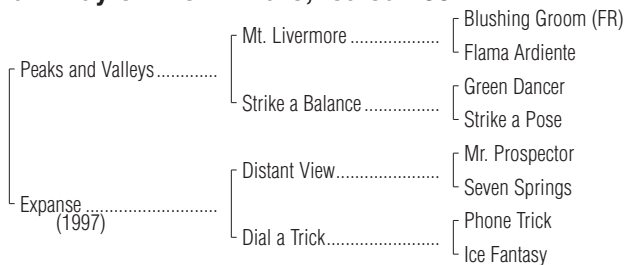 Blushing Groom (FR)
Mt. Livermore
Flama Ardiente
Peaks and Valleys
Green Dancer
Strike a Balance
Strike a Pose
Mr. Prospector
Distant View
Seven Springs
Expanse
(1997)
Phone Trick
Dial a Trick
Ice Fantasy